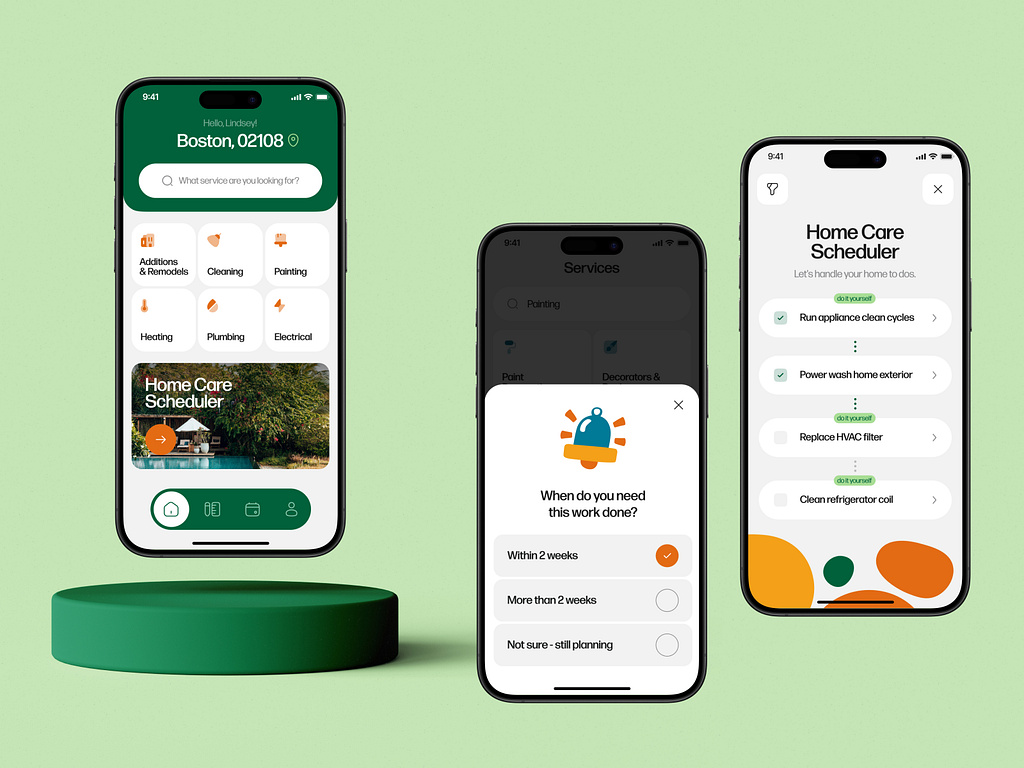 9:41
Hello, Lindsey!
Boston, 02108
What service are you looking for?
Additions
& Remodels
Cleaning
Painting
Heating
Plumbing
Electrical
Home Care
Scheduler
9:41
Services
Painting
Paint
Decorators &
When do you need
this work done?
Within 2 weeks
More than 2 weeks
Not sure - still planning
9:41
Home Care
Scheduler
Let's handle your home to dos.
do it yourself
Run appliance clean cycles
Power wash home exterior
do it yourself
Replace HVAC filter
do it yourself
Clean refrigerator coil